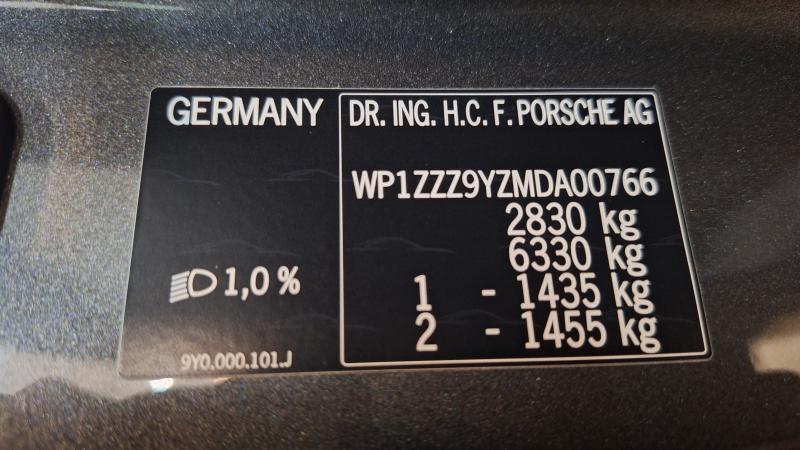 GERMANY
DR. ING. H.C. F. PORSCHE AG
WP1ZZZ9YZMDA00766
2830 kg
6330 kg
1 - 1435 kg
2 - 1455 kg
1,0 %
9Y0.000.101.J